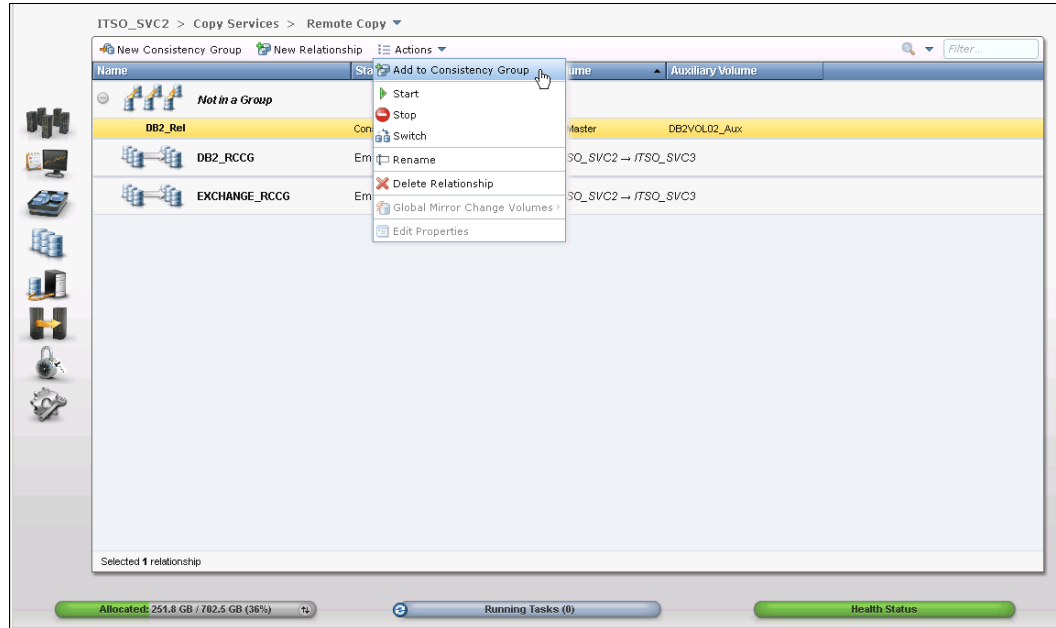 ITSO_SVC2 > Copy Services > Remote Copy
New Consistency Group New Relationship Actions Filter...
Name Sta ume Auxiliary Volume
Add to Consistency Group
Not in a Group
Start
Stop
DB2_Rel Con Master DB2VOL02_Aux
Switch
DB2_RCCG Em SO_SVC2 → ITSO_SVC3
Rename
Delete Relationship
EXCHANGE_RCCG Em SO_SVC2 → ITSO_SVC3
Global Mirror Change Volumes
Edit Properties
Selected 1 relationship
Allocated: 251.8 GB / 702.5 GB (36%) Running Tasks (0) Health Status